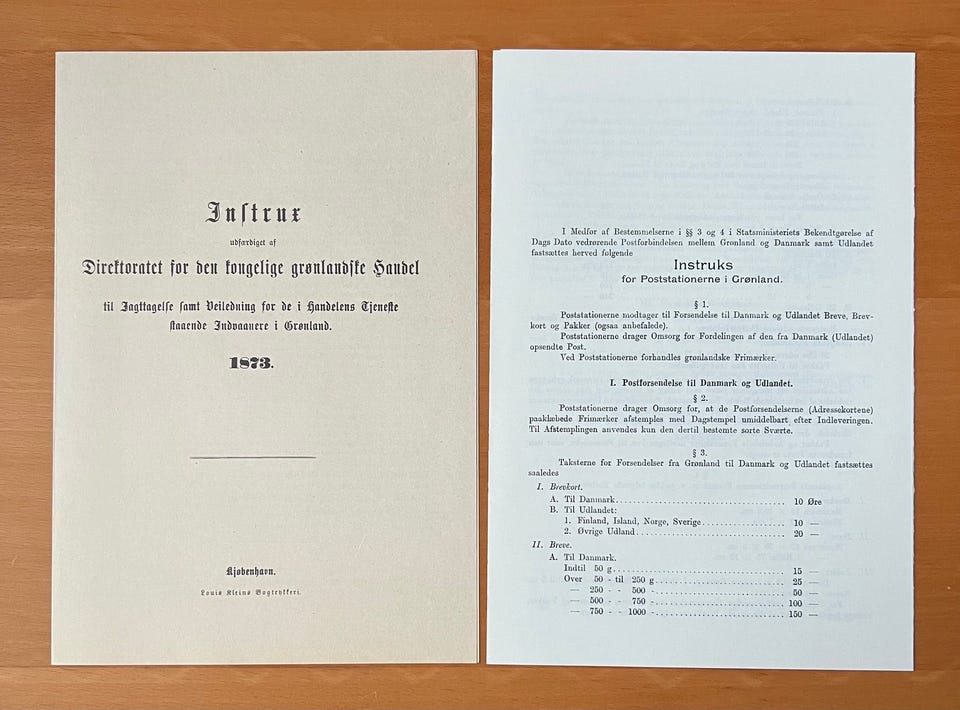 Instrux
udfærdiget af
Direktoratet for den kongelige grønlandske Handel
til Iagttagelse samt Veiledning for de i Handelens Tjeneste
staaende Indvaanere i Grønland.
1873.
Kjøbenhavn.
Louis Kleins Bogtrykkeri.
I Medfør af Bestemmelserne i §§ 3 og 4 i Statsministeriets Bekendtgørelse af
Dags Dato vedrørende Postforbindelsen mellem Grønland og Danmark samt Udlandet
fastsættes herved følgende
Instruks
for Poststationerne i Grønland.
§ 1.
Poststationerne modtager til Forsendelse til Danmark og Udlandet Breve, Brev-
kort og Pakker (ogsaa anbefalede).
Poststationerne drager Omsorg for Fordelingen af den fra Danmark (Udlandet)
opsendte Post.
Ved Poststationerne forhandles grønlandske Frimærker.
I. Postforsendelse til Danmark og Udlandet.
§ 2.
Poststationerne drager Omsorg for, at de Postforsendelserne (Adressekortene)
paaklæbede Frimærker afstemples med Dagstempel umiddelbart efter Indleveringen.
Til Afstemplingen anvendes kun den dertil bestemte sorte Sværte.
§ 3.
Taksterne for Forsendelser fra Grønland til Danmark og Udlandet fastsættes
saaledes
I. Brevkort.
A. Til Danmark........ 10 Øre
B. Til Udlandet:
1. Finland, Island, Norge, Sverige........ 10 —
2. Øvrige Udland........ 20 —
II. Breve.
A. Til Danmark.
Indtil 50 g........ 15 —
Over 50 - til 250 g........ 25 —
— 250 - - 500 -........ 50 —
— 500 - - 750 -........ 100 —
— 750 - - 1000 -........ 150 —